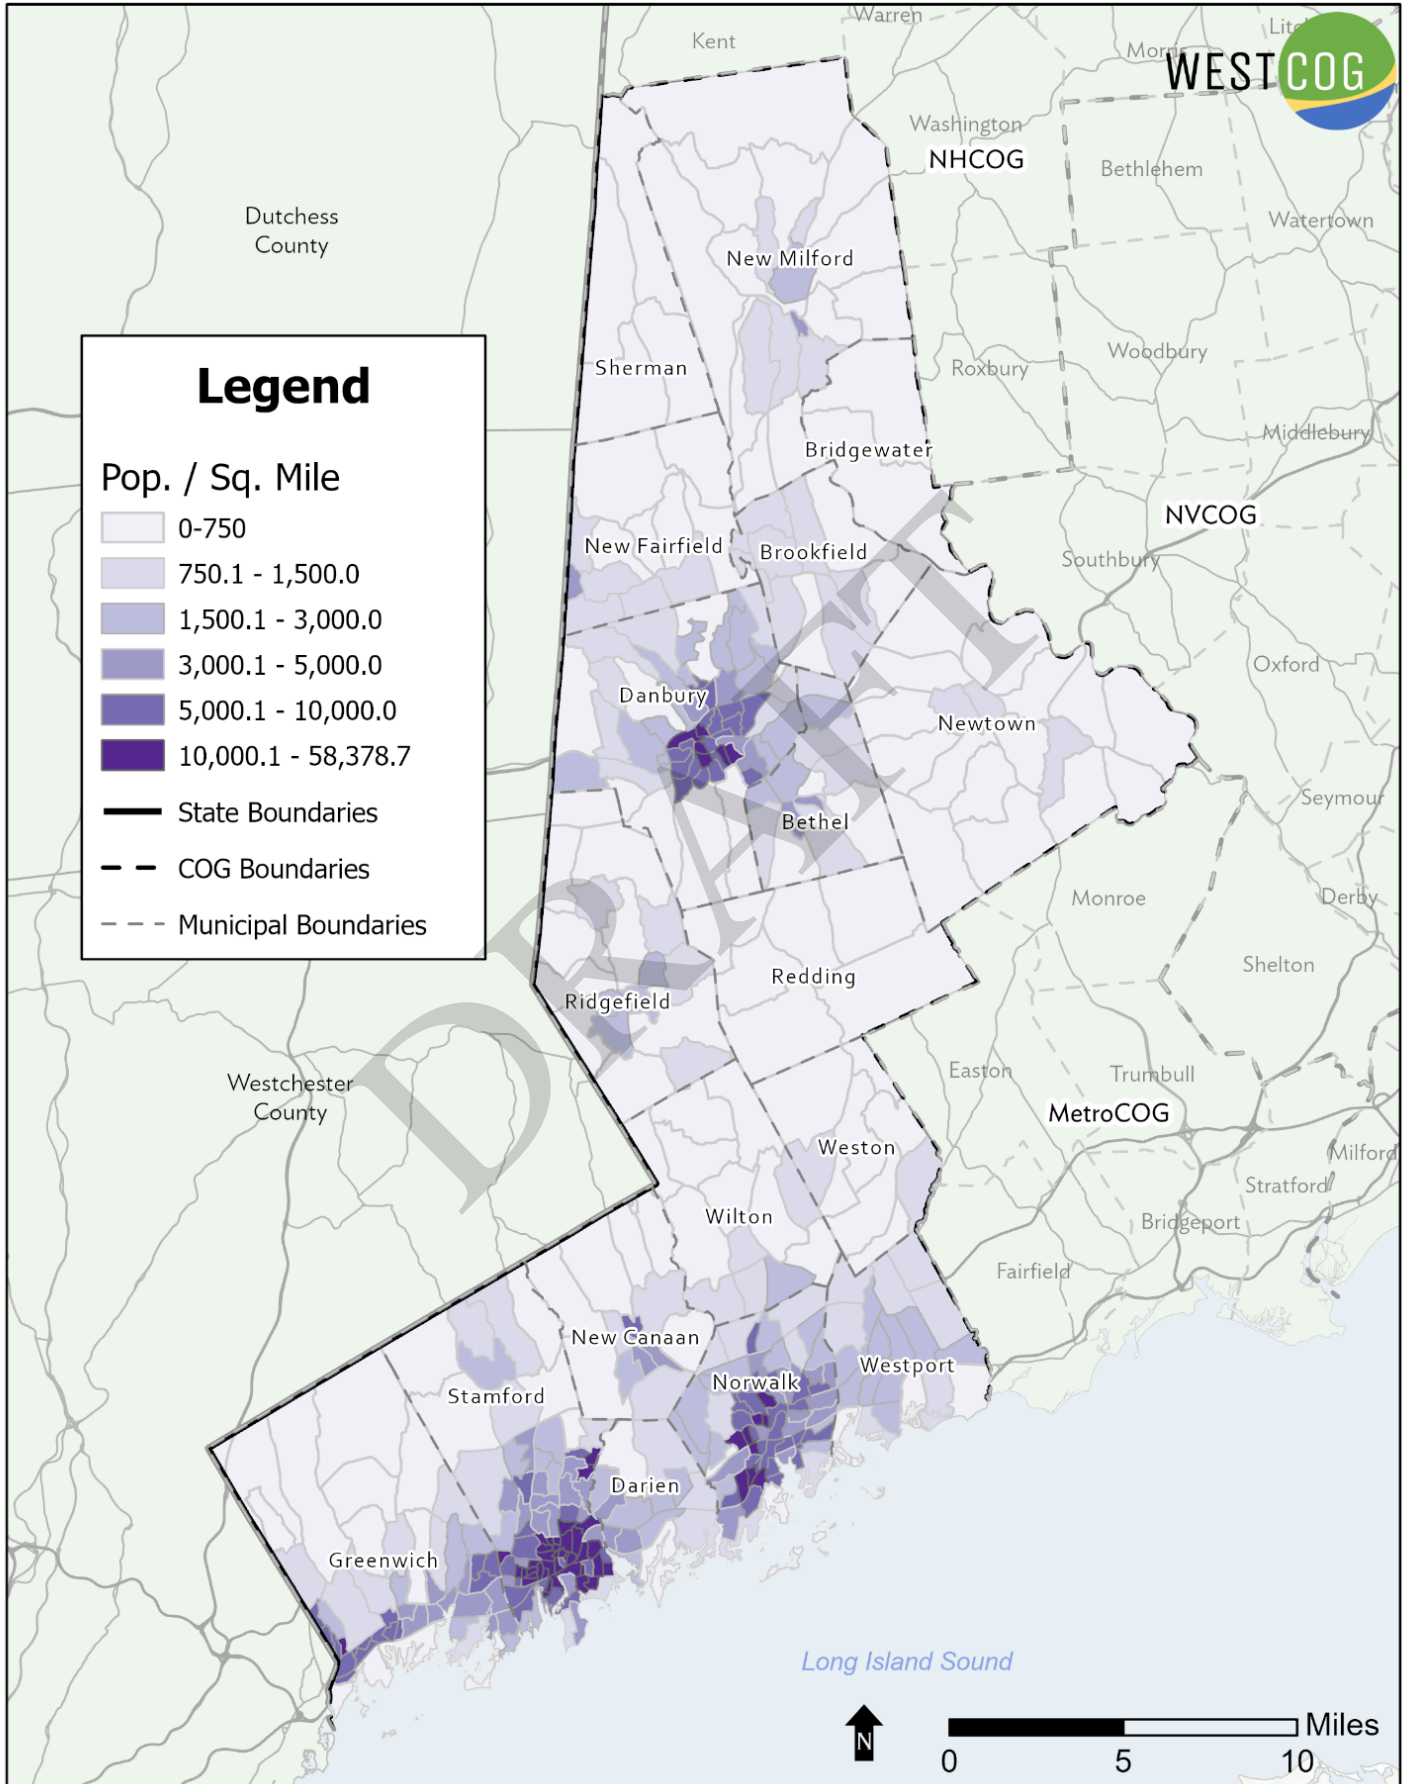 Kent
Warren
Litc
Morris
WESTCOG
Washington
NHCOG
Bethlehem
Watertown
Dutchess
County
New Milford
Sherman
Roxbury
Woodbury
Middlebury
Bridgewater
NVCOG
Southbury
New Fairfield
Brookfield
Oxford
Danbury
Newtown
Seymour
Bethel
Monroe
Derby
Shelton
Redding
Ridgefield
Legend
Pop. / Sq. Mile
0-750
750.1 - 1,500.0
1,500.1 - 3,000.0
3,000.1 - 5,000.0
5,000.1 - 10,000.0
10,000.1 - 58,378.7
State Boundaries
COG Boundaries
Municipal Boundaries
DRAFT
Westchester
County
Easton
Trumbull
MetroCOG
Weston
Milford
Stratford
Wilton
Bridgeport
Fairfield
New Canaan
Westport
Norwalk
Stamford
Darien
Greenwich
Long Island Sound
N
Miles
0 5 10